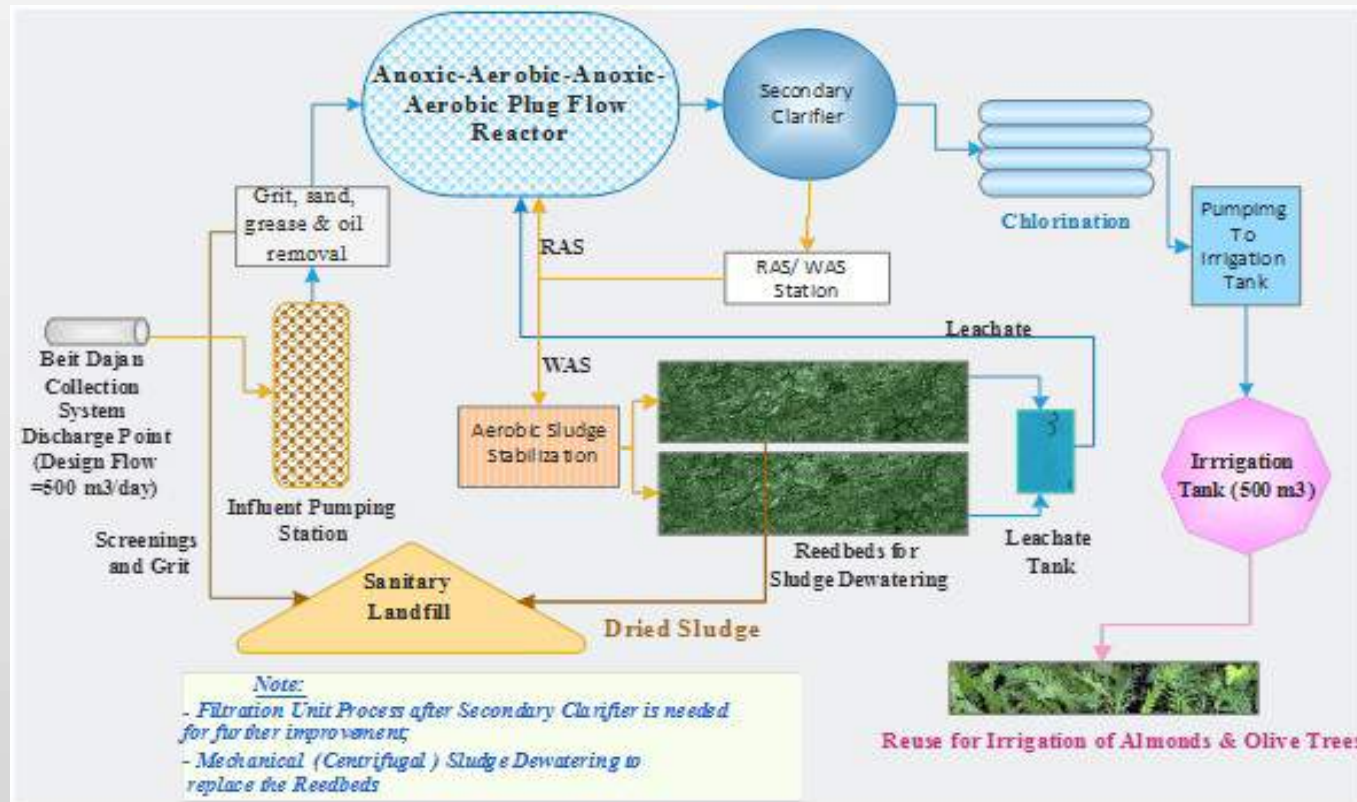 Anoxic-Aerobic-Anoxic-
Aerobic Plug Flow
Reactor
Secondary
Clarifier
Chlorination
Pumpimg
To
Irrigation
Tank
Grit, sand,
grease & oil
removal
RAS
RAS/ WAS
Station
Leachate
WAS
Beit Dajan
Collection
System
Discharge Point
(Design Flow
=500 m3/day)
Influent Pumping
Station
Aerobic Sludge
Stabilization
Reedbeds for
Sludge Dewatering
Leachate
Tank
Irrrigation
Tank (500 m3)
Screenings
and Grit
Sanitary
Landfill
Dried Sludge
Reuse for Irrigation of Almonds & Olive Trees
Note:
- Filtration Unit Process after Secondary Clarifier is needed
for further improvement;
- Mechanical (Centrifugal ) Sludge Dewatering to
replace the Reedbeds